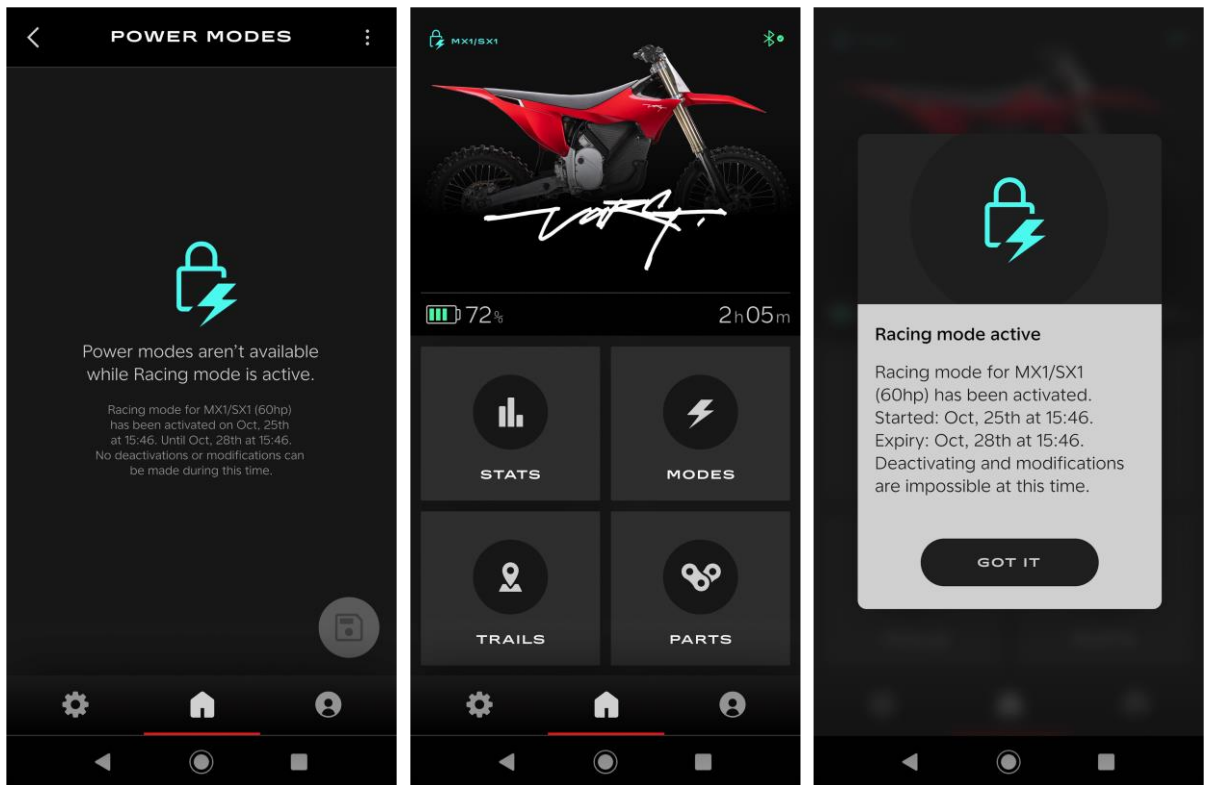 POWER MODES
Power modes aren't available
while Racing mode is active.
Racing mode for MX1/SX1 (60hp)
has been activated on Oct, 25th
at 15:46. Until Oct, 28th at 15:46.
No deactivations or modifications can
be made during this time.
MX1/SX1
VARG
72%
2h05m
STATS
MODES
TRAILS
PARTS
Racing mode active
Racing mode for MX1/SX1
(60hp) has been activated.
Started: Oct, 25th at 15:46.
Expiry: Oct, 28th at 15:46.
Deactivating and modifications
are impossible at this time.
GOT IT